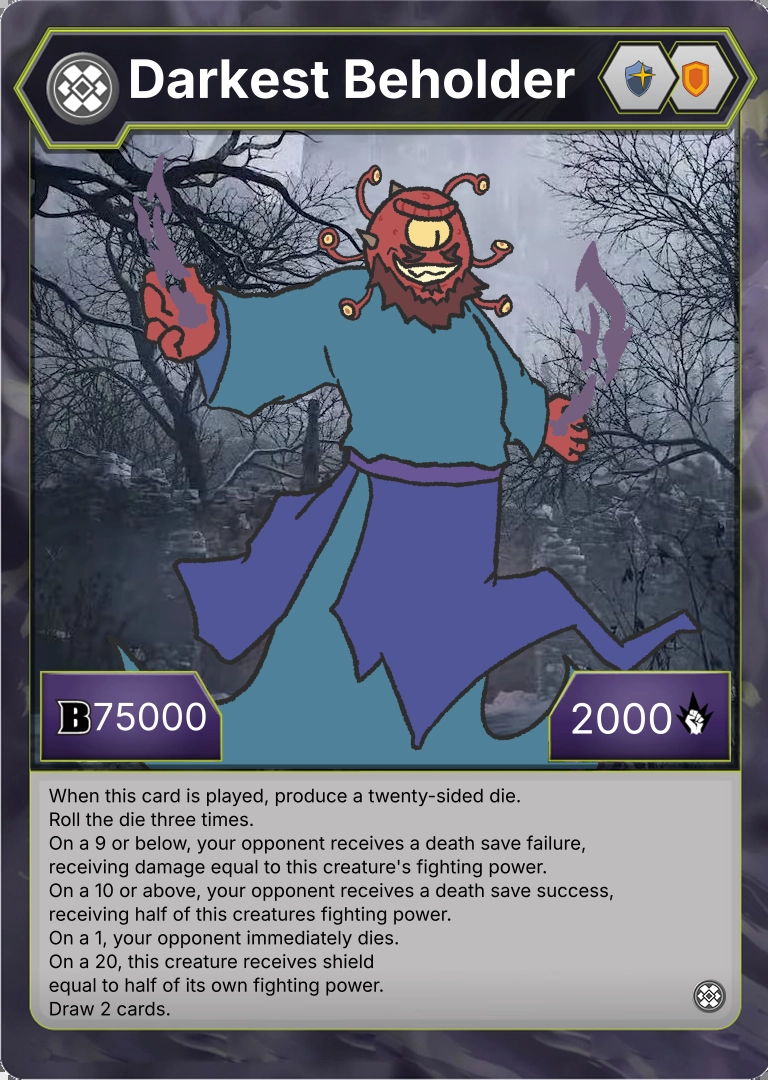 Darkest Beholder
B75000
2000
When this card is played, produce a twenty-sided die.
Roll the die three times.
On a 9 or below, your opponent receives a death save failure,
receiving damage equal to this creature's fighting power.
On a 10 or above, your opponent receives a death save success,
receiving half of this creatures fighting power.
On a 1, your opponent immediately dies.
On a 20, this creature receives shield
equal to half of its own fighting power.
Draw 2 cards.